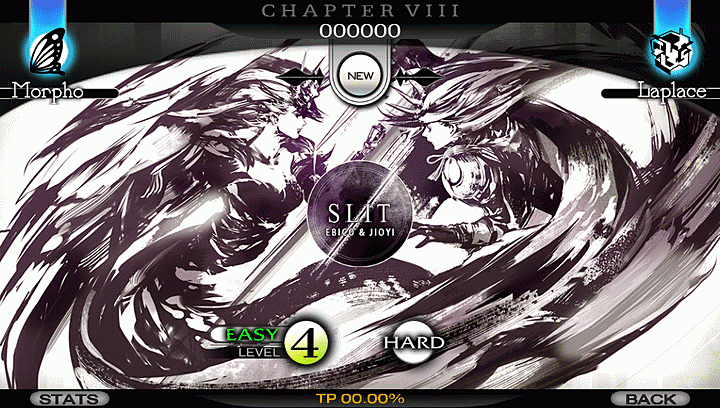 CHAPTER VIII
000000
NEW
Morpho
Laplace
SLIT
EBICO & JIOYI
EASY
LEVEL 4
HARD
STATS
TP 00.00%
BACK